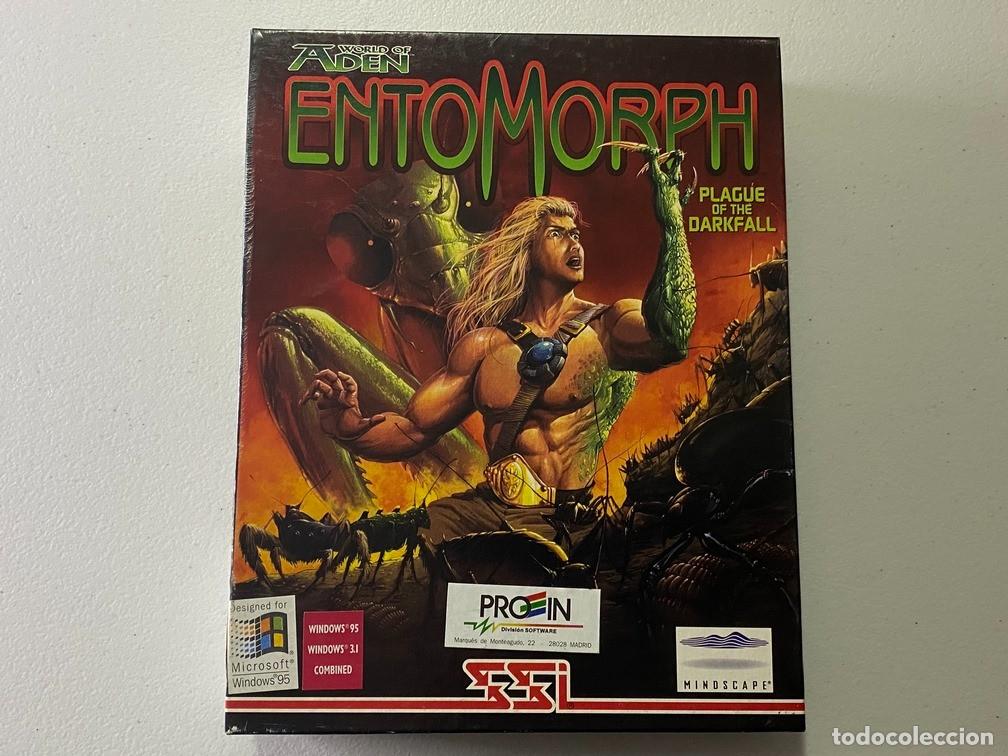 WORLD OF
ADEN
ENTOMORPH
PLAGUE
OF THE
DARKFALL
Designed for
Microsoft®
Windows®95
WINDOWS® 95
WINDOWS® 3.1
COMBINED
PROEIN
División SOFTWARE
Marqués de Monteagudo, 22 - 28028 MADRID
SSI
MINDSCAPE®
todocoleccion